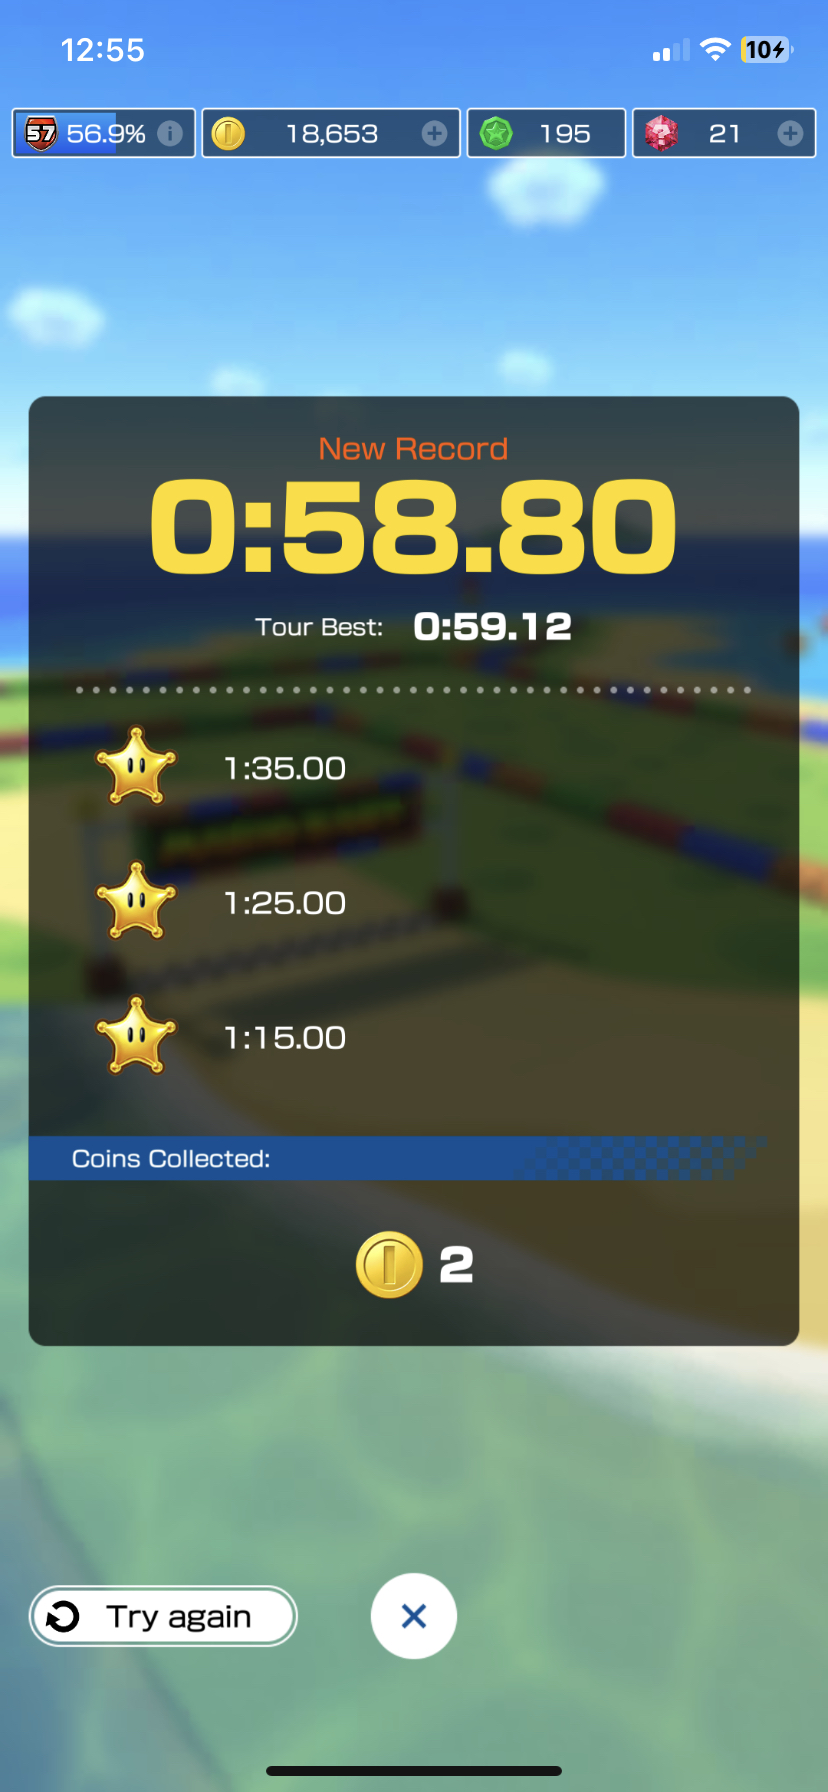 12:55
10
57 56.9% i 18,653 + 195 21 +
New Record
0:58.80
Tour Best: 0:59.12
1:35.00
1:25.00
1:15.00
Coins Collected:
2
Try again ×